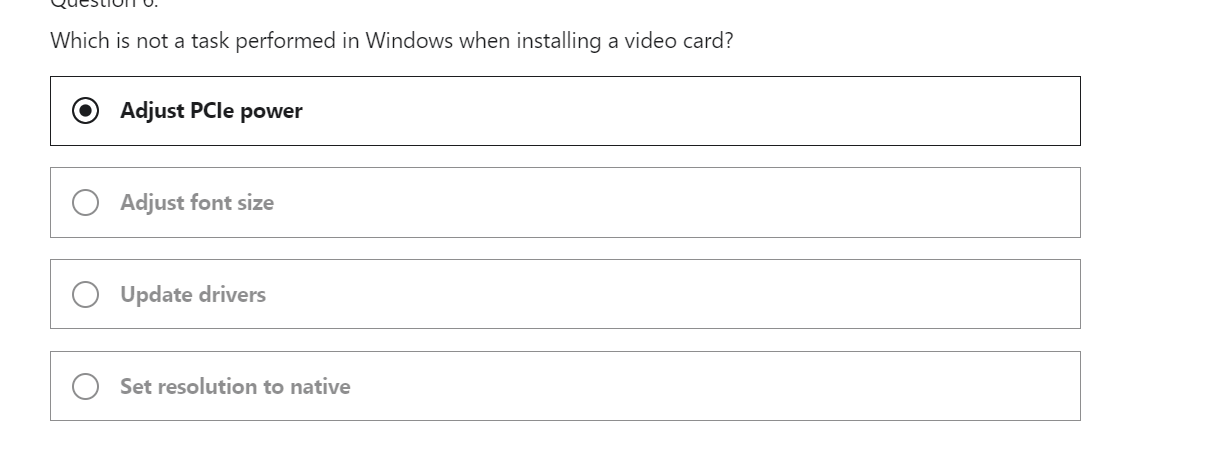 Question 6.
Which is not a task performed in Windows when installing a video card?
Adjust PCIe power
Adjust font size
Update drivers
Set resolution to native